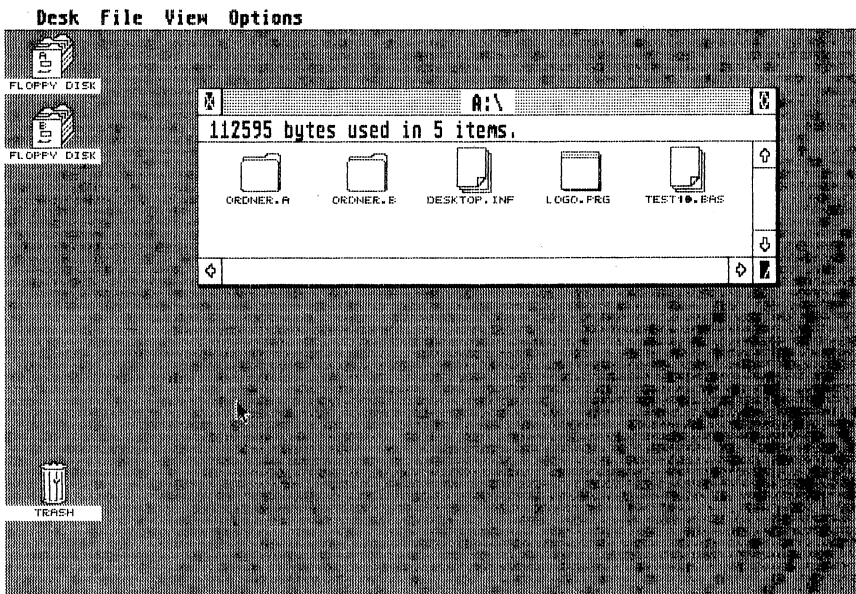 Desk File View Options
A
FLOPPY DISK
B
FLOPPY DISK
A:\
112595 bytes used in 5 items.
ORDNER.A ORDNER.B DESKTOP.INF LOGO.PRG TEST10.BAS
TRASH